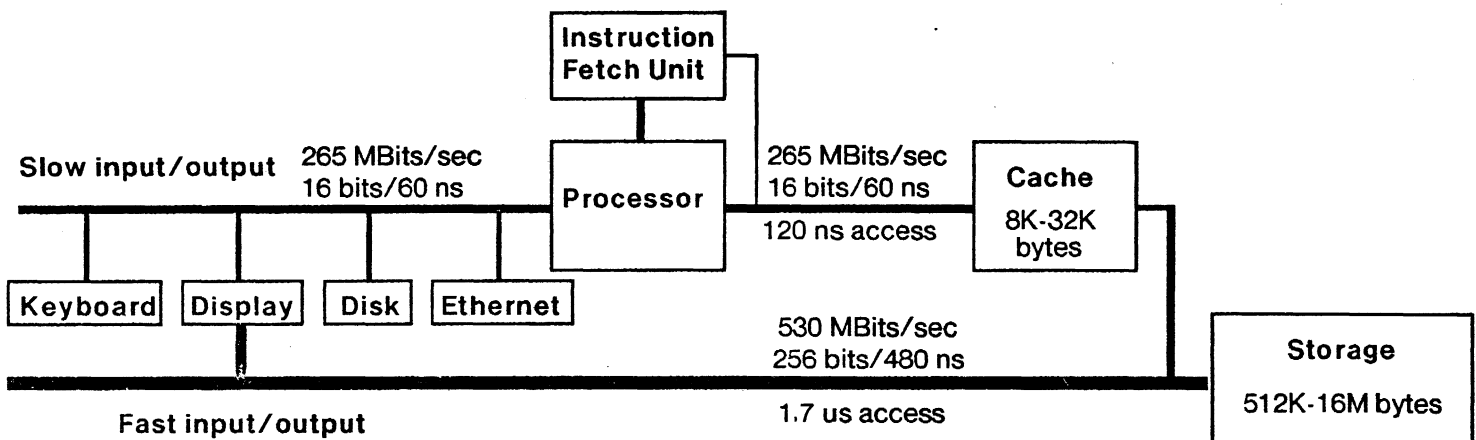 Instruction
Fetch Unit
Slow input/output
265 MBits/sec
16 bits/60 ns
Processor
265 MBits/sec
16 bits/60 ns
120 ns access
Cache
8K-32K
bytes
Keyboard
Display
Disk
Ethernet
530 MBits/sec
256 bits/480 ns
Storage
512K-16M bytes
Fast input/output
1.7 us access